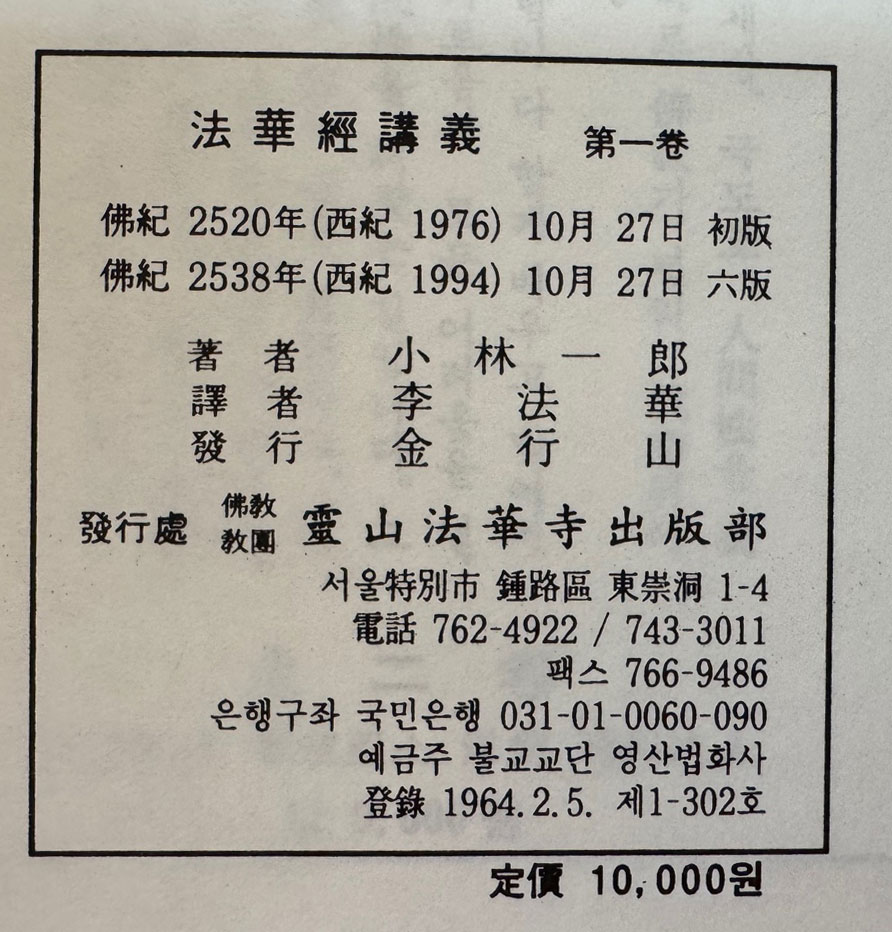 法華經講義 第一卷
佛紀 2520年(西紀 1976) 10月 27日 初版
佛紀 2538年(西紀 1994) 10月 27日 六版
著者 小林一郎
譯者 李法華
發行 金行山
發行處 佛敎敎團 靈山法華寺出版部
서울特別市 鍾路區 東崇洞 1-4
電話 762-4922 / 743-3011
팩스 766-9486
은행구좌 국민은행 031-01-0060-090
예금주 불교교단 영산법화사
登錄 1964.2.5. 제1-302호
定價 10,000원